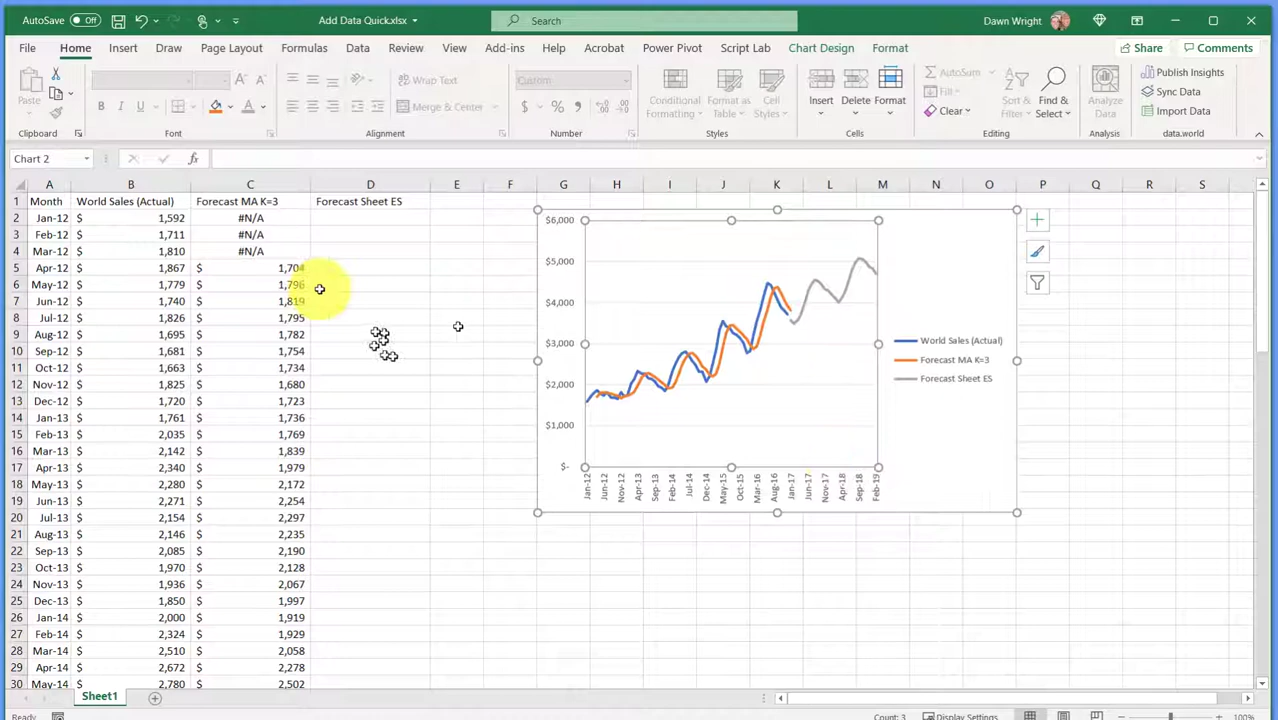 AutoSave Off Add Data Quick.xlsx Search Dawn Wright
File Home Insert Draw Page Layout Formulas Data Review View Add-ins Help Acrobat Power Pivot Script Lab Chart Design Format Share Comments
Paste Wrap Text Custom Conditional Formatting Format as Table Cell Styles Insert Delete Format AutoSum Fill Clear Sort & Filter Find & Select Analyze Data Publish Insights
B I U A A Merge & Center $ % Sync Data
Import Data
Clipboard Font Alignment Number Styles Cells Editing Analysis data.world
Chart 2 fx
A B C D E F G H I J K L M N O P Q R S
1 Month World Sales (Actual) Forecast MA K=3 Forecast Sheet ES
2 Jan-12 $ 1,592 #N/A
3 Feb-12 $ 1,711 #N/A
4 Mar-12 $ 1,810 #N/A
5 Apr-12 $ 1,867 $ 1,704
6 May-12 $ 1,779 $ 1,796
7 Jun-12 $ 1,740 $ 1,819
8 Jul-12 $ 1,826 $ 1,795
9 Aug-12 $ 1,695 $ 1,782
10 Sep-12 $ 1,681 $ 1,754
11 Oct-12 $ 1,663 $ 1,734
12 Nov-12 $ 1,825 $ 1,680
13 Dec-12 $ 1,720 $ 1,723
14 Jan-13 $ 1,761 $ 1,736
15 Feb-13 $ 2,035 $ 1,769
16 Mar-13 $ 2,142 $ 1,839
17 Apr-13 $ 2,340 $ 1,979
18 May-13 $ 2,280 $ 2,172
19 Jun-13 $ 2,271 $ 2,254
20 Jul-13 $ 2,154 $ 2,297
21 Aug-13 $ 2,146 $ 2,235
22 Sep-13 $ 2,085 $ 2,190
23 Oct-13 $ 1,970 $ 2,128
24 Nov-13 $ 1,936 $ 2,067
25 Dec-13 $ 1,850 $ 1,997
26 Jan-14 $ 2,000 $ 1,919
27 Feb-14 $ 2,324 $ 1,929
28 Mar-14 $ 2,510 $ 2,058
29 Apr-14 $ 2,672 $ 2,278
30 May-14 $ 2,780 $ 2,502
$6,000
$5,000
$4,000
$3,000
$2,000
$1,000
$-
Jan-12 Jun-12 Nov-12 Apr-13 Sep-13 Feb-14 Jul-14 Dec-14 May-15 Oct-15 Mar-16 Aug-16 Jan-17 Jun-17 Nov-17 Apr-18 Sep-18 Feb-19
World Sales (Actual)
Forecast MA K=3
Forecast Sheet ES
Sheet1
Ready Count: 3 Display Settings 100%